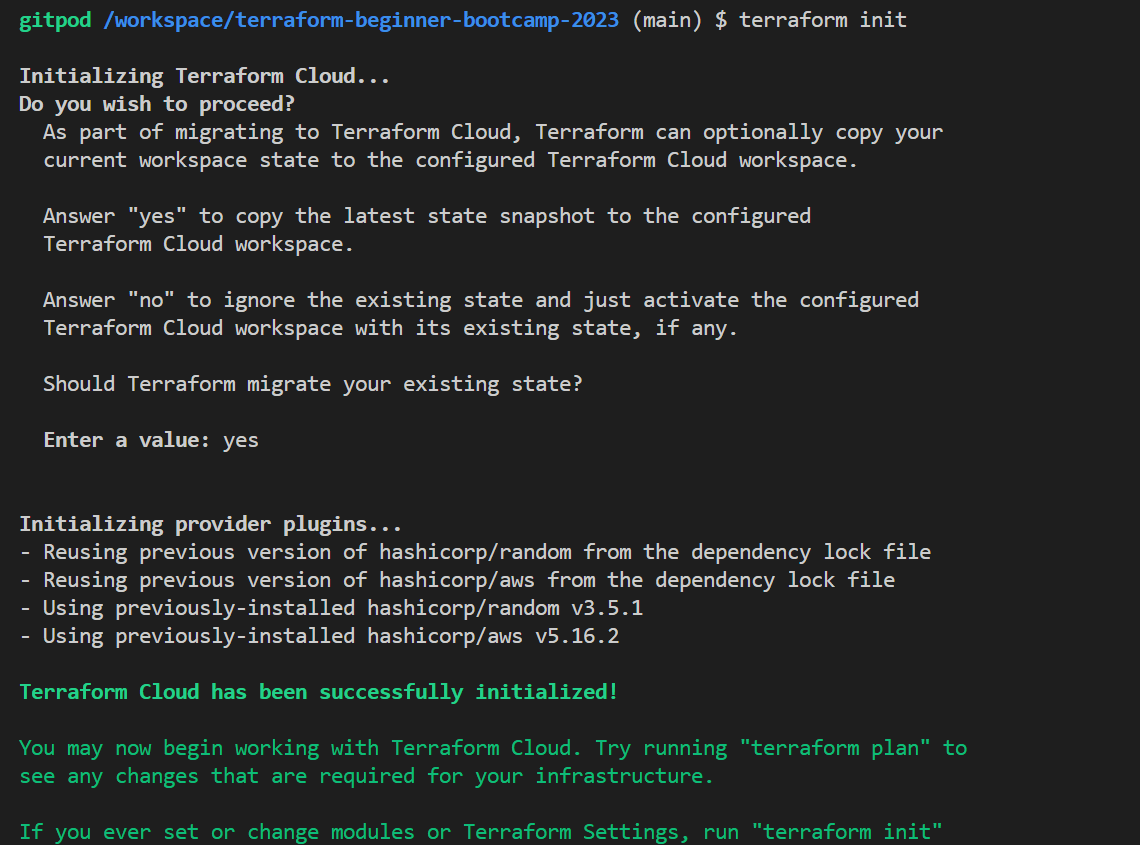 gitpod /workspace/terraform-beginner-bootcamp-2023 (main) $ terraform init
Initializing Terraform Cloud...
Do you wish to proceed?
As part of migrating to Terraform Cloud, Terraform can optionally copy your
current workspace state to the configured Terraform Cloud workspace.
Answer "yes" to copy the latest state snapshot to the configured
Terraform Cloud workspace.
Answer "no" to ignore the existing state and just activate the configured
Terraform Cloud workspace with its existing state, if any.
Should Terraform migrate your existing state?
Enter a value: yes
Initializing provider plugins...
- Reusing previous version of hashicorp/random from the dependency lock file
- Reusing previous version of hashicorp/aws from the dependency lock file
- Using previously-installed hashicorp/random v3.5.1
- Using previously-installed hashicorp/aws v5.16.2
Terraform Cloud has been successfully initialized!
You may now begin working with Terraform Cloud. Try running "terraform plan" to
see any changes that are required for your infrastructure.
If you ever set or change modules or Terraform Settings, run "terraform init"